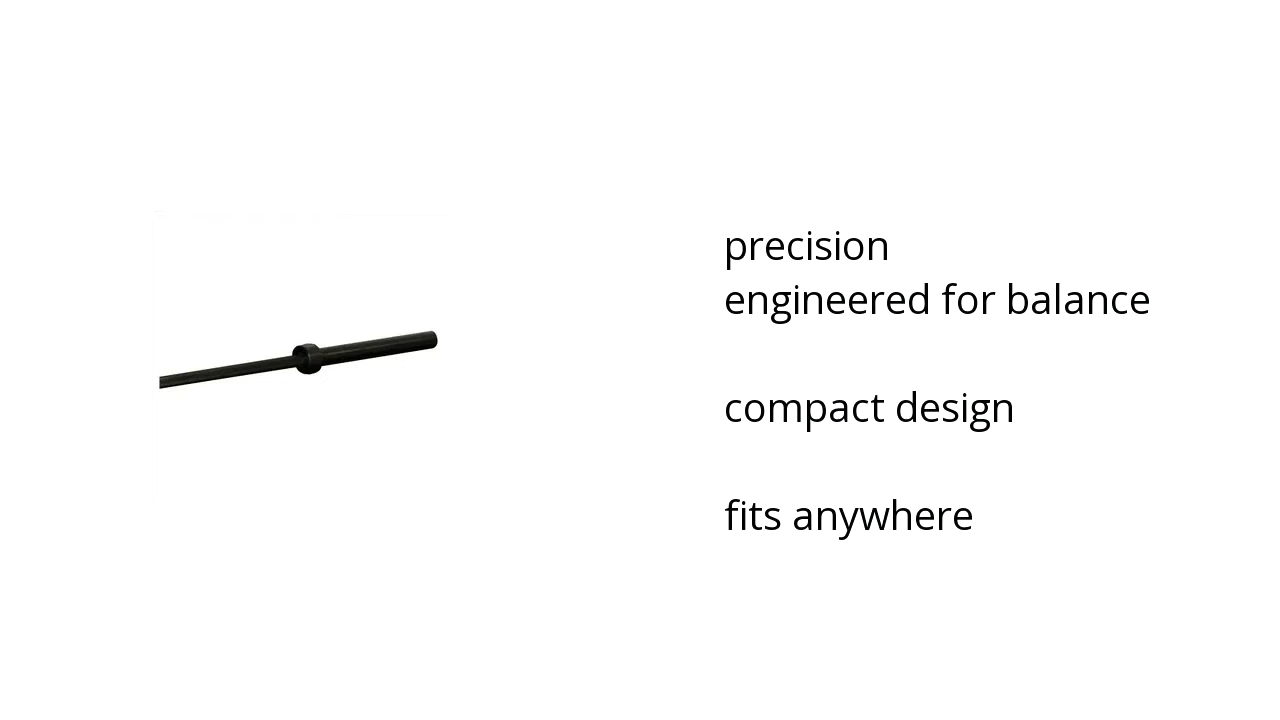 precision
engineered for balance
compact design
fits anywhere